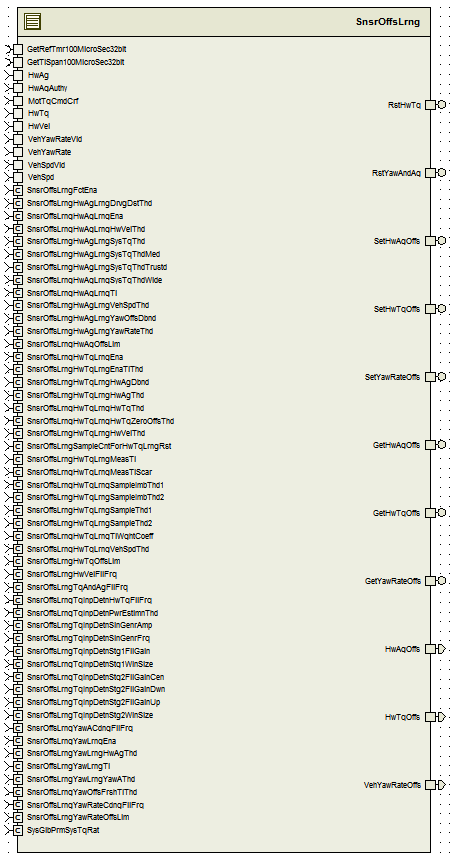 SnsrOffsLrng
GetRefTmr100MicroSec32bit
GetTiSpan100MicroSec32bit
HwAg
HwAgAuthy
MotTqCmdCrf
HwTq
HwVel
VehYawRateVld
VehYawRate
VehSpdVld
VehSpd
SnsrOffsLrngFctEna
SnsrOffsLrngHwAgLrngDrvgDstThd
SnsrOffsLrngHwAgLrngEna
SnsrOffsLrngHwAgLrngHwVelThd
SnsrOffsLrngHwAgLrngSysTqThd
SnsrOffsLrngHwAgLrngSysTqThdMed
SnsrOffsLrngHwAgLrngSysTqThdTrustd
SnsrOffsLrngHwAgLrngSysTqThdWide
SnsrOffsLrngHwAgLrngTi
SnsrOffsLrngHwAgLrngVehSpdThd
SnsrOffsLrngHwAgLrngYawOffsDbnd
SnsrOffsLrngHwAgLrngYawRateThd
SnsrOffsLrngHwAgOffsLim
SnsrOffsLrngHwTqLrngEna
SnsrOffsLrngHwTqLrngEnaTiThd
SnsrOffsLrngHwTqLrngHwAgDbnd
SnsrOffsLrngHwTqLrngHwAgThd
SnsrOffsLrngHwTqLrngHwTqThd
SnsrOffsLrngHwTqLrngHwTqZeroOffsThd
SnsrOffsLrngHwTqLrngHwVelThd
SnsrOffsLrngSampleCntForHwTqLrngRst
SnsrOffsLrngHwTqLrngMeasTi
SnsrOffsLrngHwTqLrngMeasTiScar
SnsrOffsLrngHwTqLrngSampleImbThd1
SnsrOffsLrngHwTqLrngSampleImbThd2
SnsrOffsLrngHwTqLrngSampleThd1
SnsrOffsLrngHwTqLrngSampleThd2
SnsrOffsLrngHwTqLrngTiWghtCoeff
SnsrOffsLrngHwTqLrngVehSpdThd
SnsrOffsLrngHwTqOffsLim
SnsrOffsLrngHwVelFilFrq
SnsrOffsLrngTqAndAgFilFrq
SnsrOffsLrngTqInpDetnHwTqFilFrq
SnsrOffsLrngTqInpDetnPwrEstimnThd
SnsrOffsLrngTqInpDetnSinGenrAmp
SnsrOffsLrngTqInpDetnSinGenrFrq
SnsrOffsLrngTqInpDetnStg1FilGain
SnsrOffsLrngTqInpDetnStg1WinSize
SnsrOffsLrngTqInpDetnStg2FilGainCen
SnsrOffsLrngTqInpDetnStg2FilGainDwn
SnsrOffsLrngTqInpDetnStg2FilGainUp
SnsrOffsLrngTqInpDetnStg2WinSize
SnsrOffsLrngYawACdngFilFrq
SnsrOffsLrngYawLrngEna
SnsrOffsLrngYawLrngHwAgThd
SnsrOffsLrngYawLrngTi
SnsrOffsLrngYawLrngYawAThd
SnsrOffsLrngYawOffsFrshTiThd
SnsrOffsLrngYawRateCdngFilFrq
SnsrOffsLrngYawRateOffsLim
SysGlbPrmSysTqRat
RstHwTq
RstYawAndAg
SetHwAgOffs
SetHwTqOffs
SetYawRateOffs
GetHwAgOffs
GetHwTqOffs
GetYawRateOffs
HwAgOffs
HwTqOffs
VehYawRateOffs